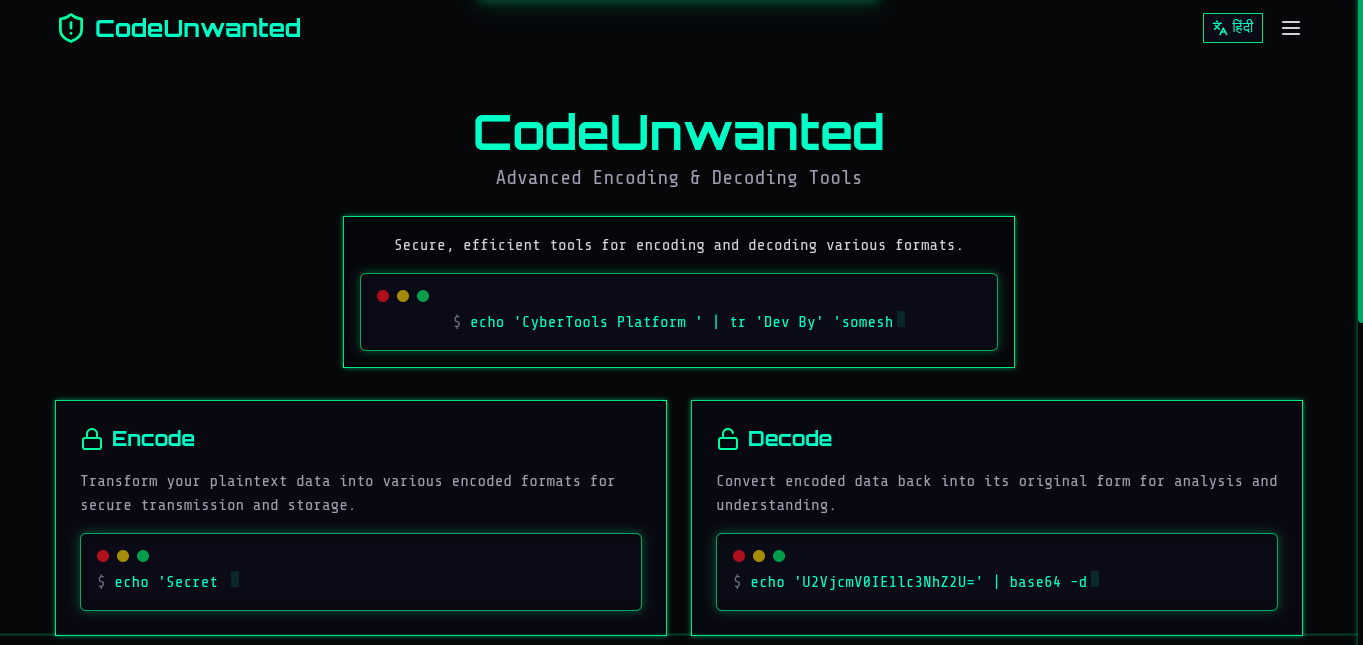 CodeUnwanted
हिंदी
CodeUnwanted
Advanced Encoding & Decoding Tools
Secure, efficient tools for encoding and decoding various formats.
$ echo 'CyberTools Platform ' | tr 'Dev By' 'somesh
Encode
Transform your plaintext data into various encoded formats for
secure transmission and storage.
$ echo 'Secret
Decode
Convert encoded data back into its original form for analysis and
understanding.
$ echo 'U2VjcmV0IE1lc3NhZ2U=' | base64 -d